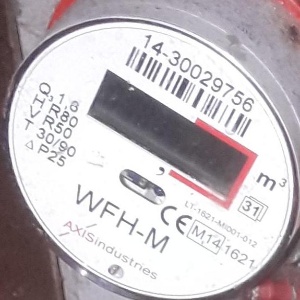 14-30029756
Q₃ 1,6
H R80
V R50
T 30/90
Δ P25
m³
31
LT-1621-MI001-012
CE M14 1621
WFH-M
AXISindustries